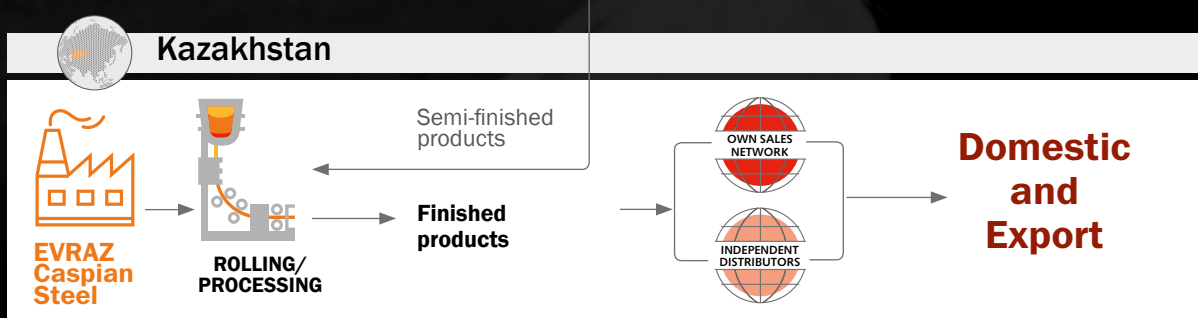 Kazakhstan
EVRAZ
Caspian
Steel
ROLLING/
PROCESSING
Semi-finished
products
Finished
products
OWN SALES
NETWORK
INDEPENDENT
DISTRIBUTORS
Domestic
and
Export